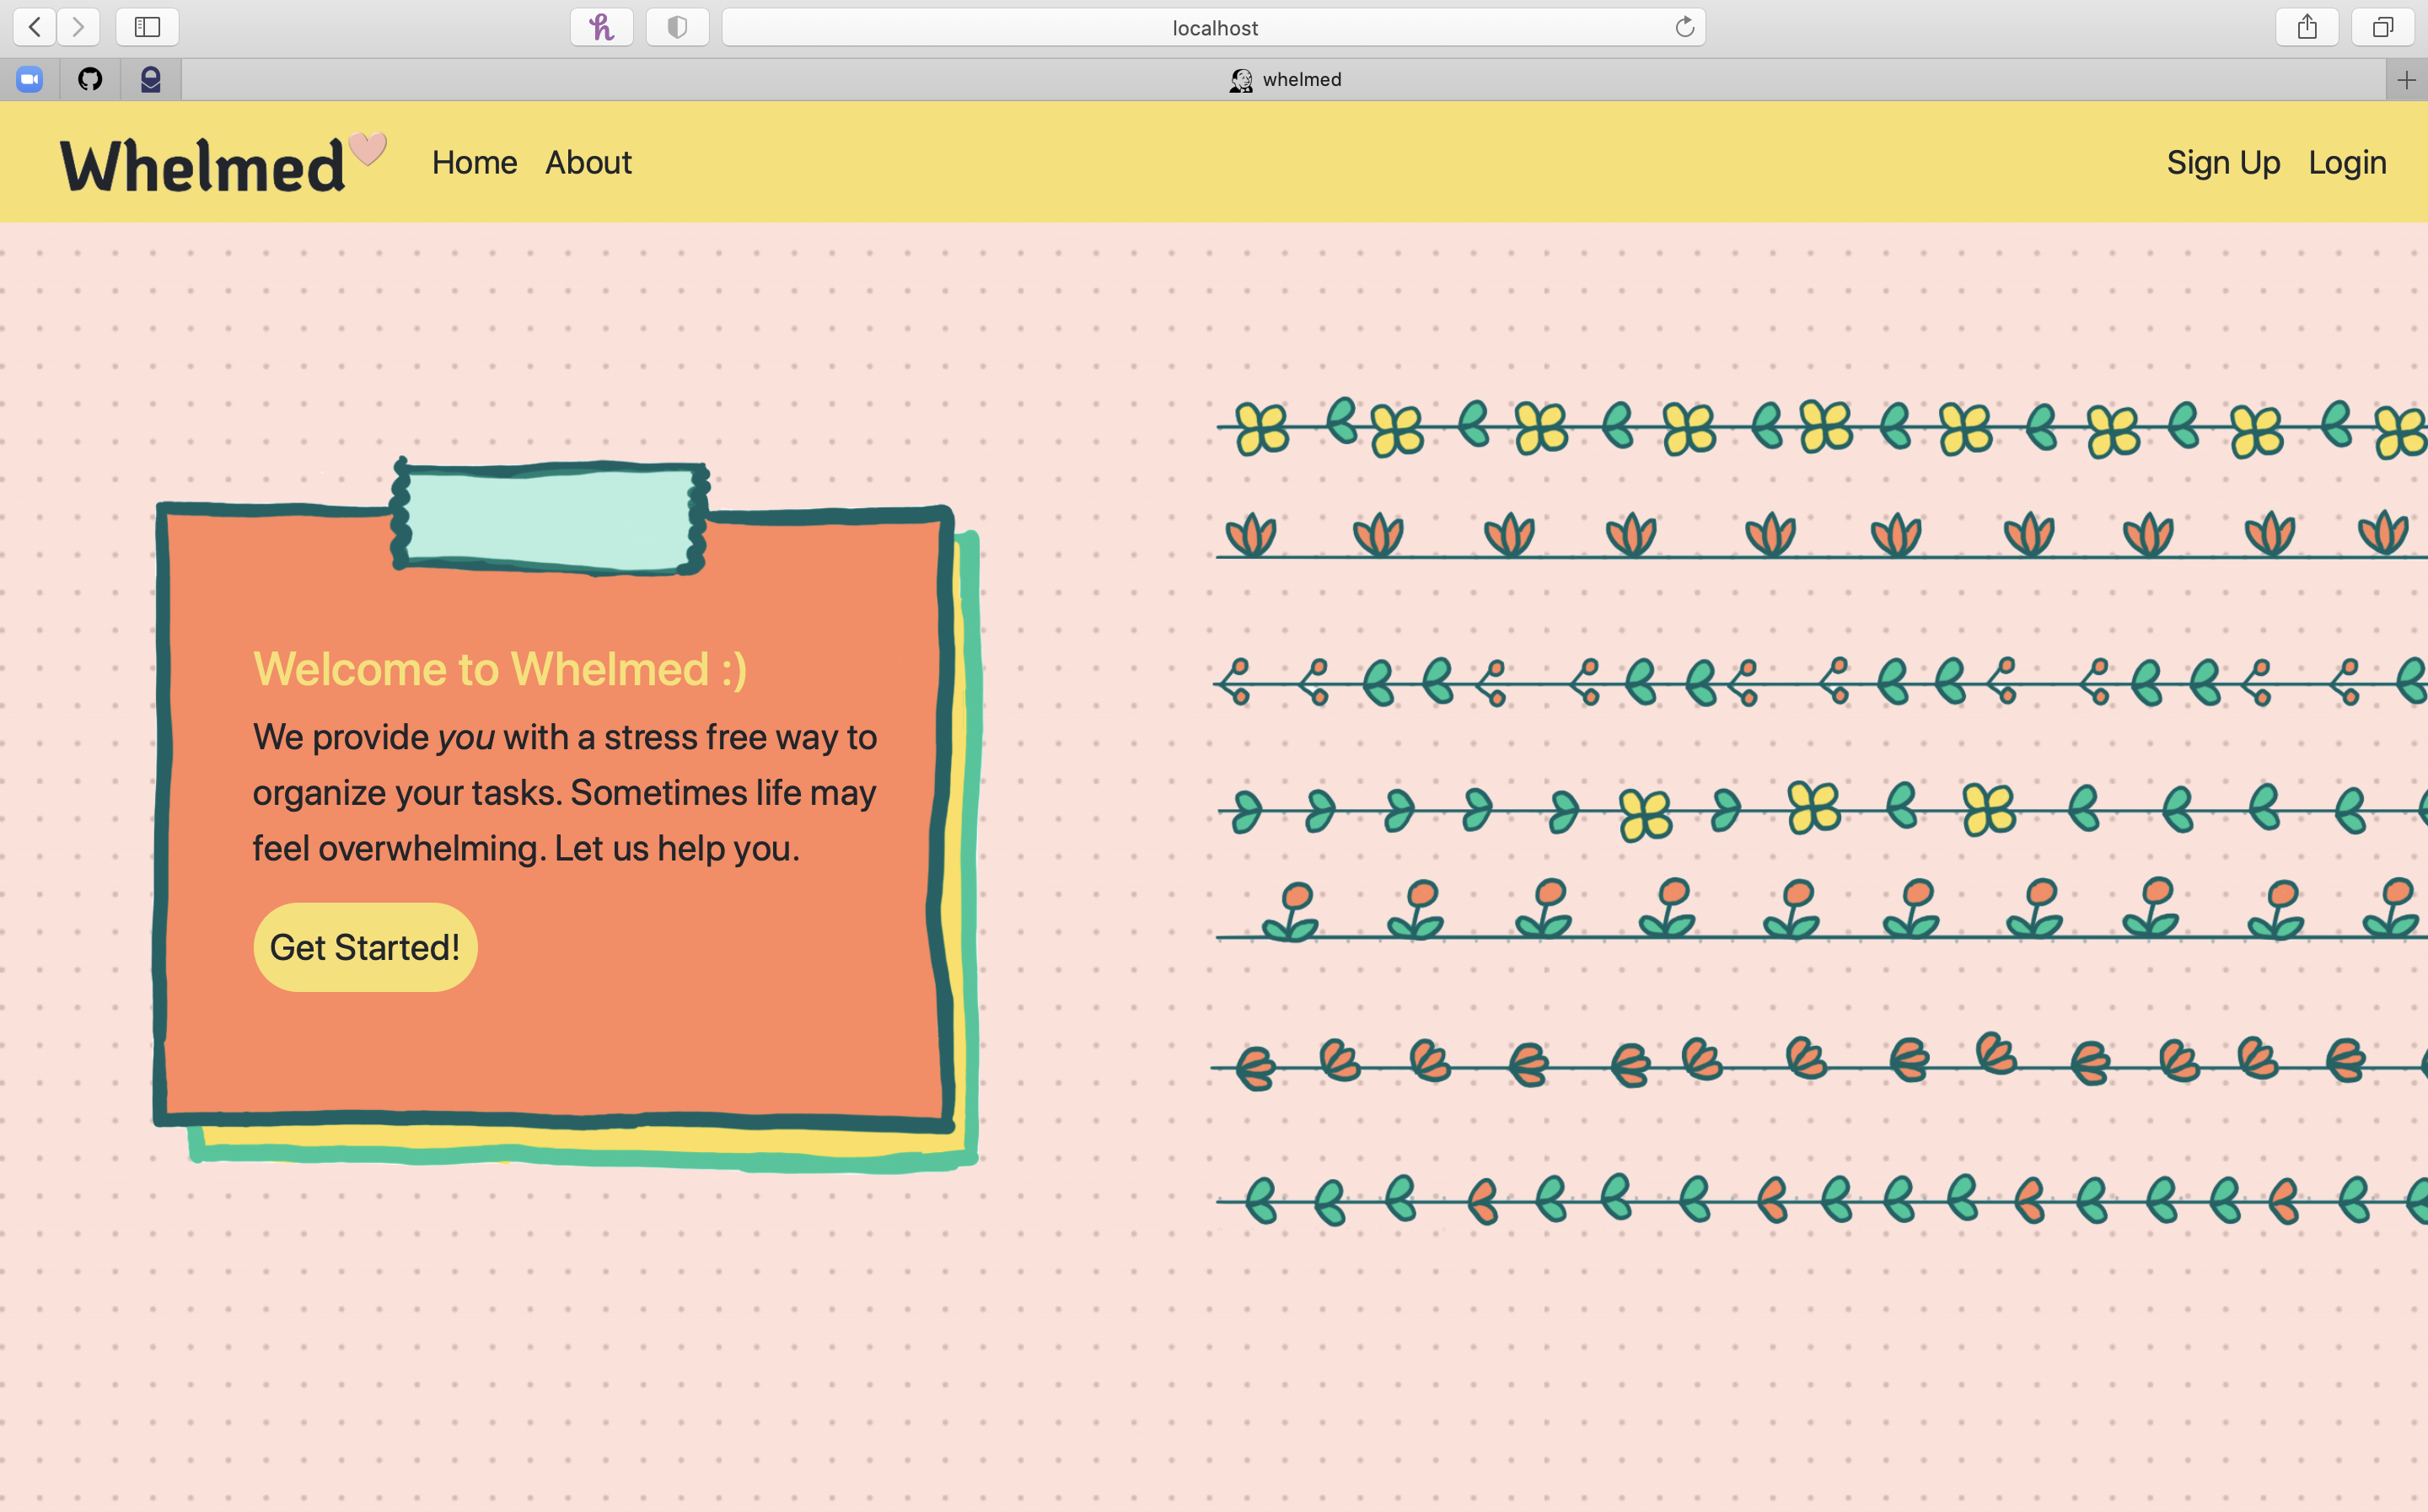 localhost
whelmed
Whelmed Home About Sign Up Login
Welcome to Whelmed :)
We provide you with a stress free way to
organize your tasks. Sometimes life may
feel overwhelming. Let us help you.
Get Started!